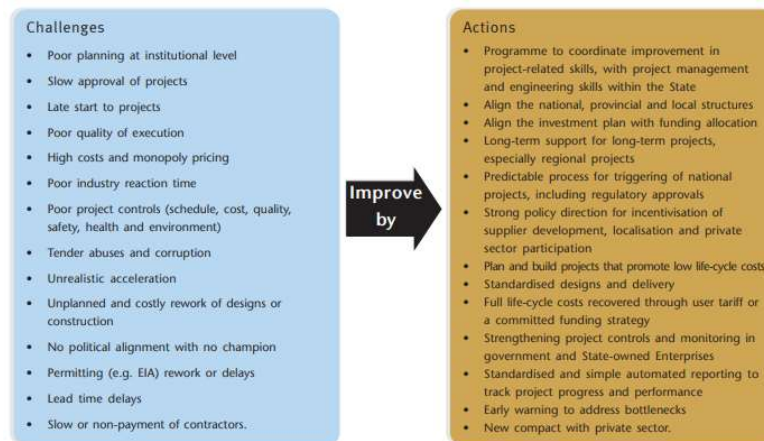 Challenges
• Poor planning at institutional level
• Slow approval of projects
• Late start to projects
• Poor quality of execution
• High costs and monopoly pricing
• Poor industry reaction time
• Poor project controls (schedule, cost, quality,
safety, health and environment)
• Tender abuses and corruption
• Unrealistic acceleration
• Unplanned and costly rework of designs or
construction
• No political alignment with no champion
• Permitting (e.g. EIA) rework or delays
• Lead time delays
• Slow or non-payment of contractors.
Improve
by
Actions
• Programme to coordinate improvement in
project-related skills, with project management
and engineering skills within the State
• Align the national, provincial and local structures
• Align the investment plan with funding allocation
• Long-term support for long-term projects,
especially regional projects
• Predictable process for triggering of national
projects, including regulatory approvals
• Strong policy direction for incentivisation of
supplier development, localisation and private
sector participation
• Plan and build projects that promote low life-cycle costs
• Standardised designs and delivery
• Full life-cycle costs recovered through user tariff or
a committed funding strategy
• Strengthening project controls and monitoring in
government and State-owned Enterprises
• Standardised and simple automated reporting to
track project progress and performance
• Early warning to address bottlenecks
• New compact with private sector.